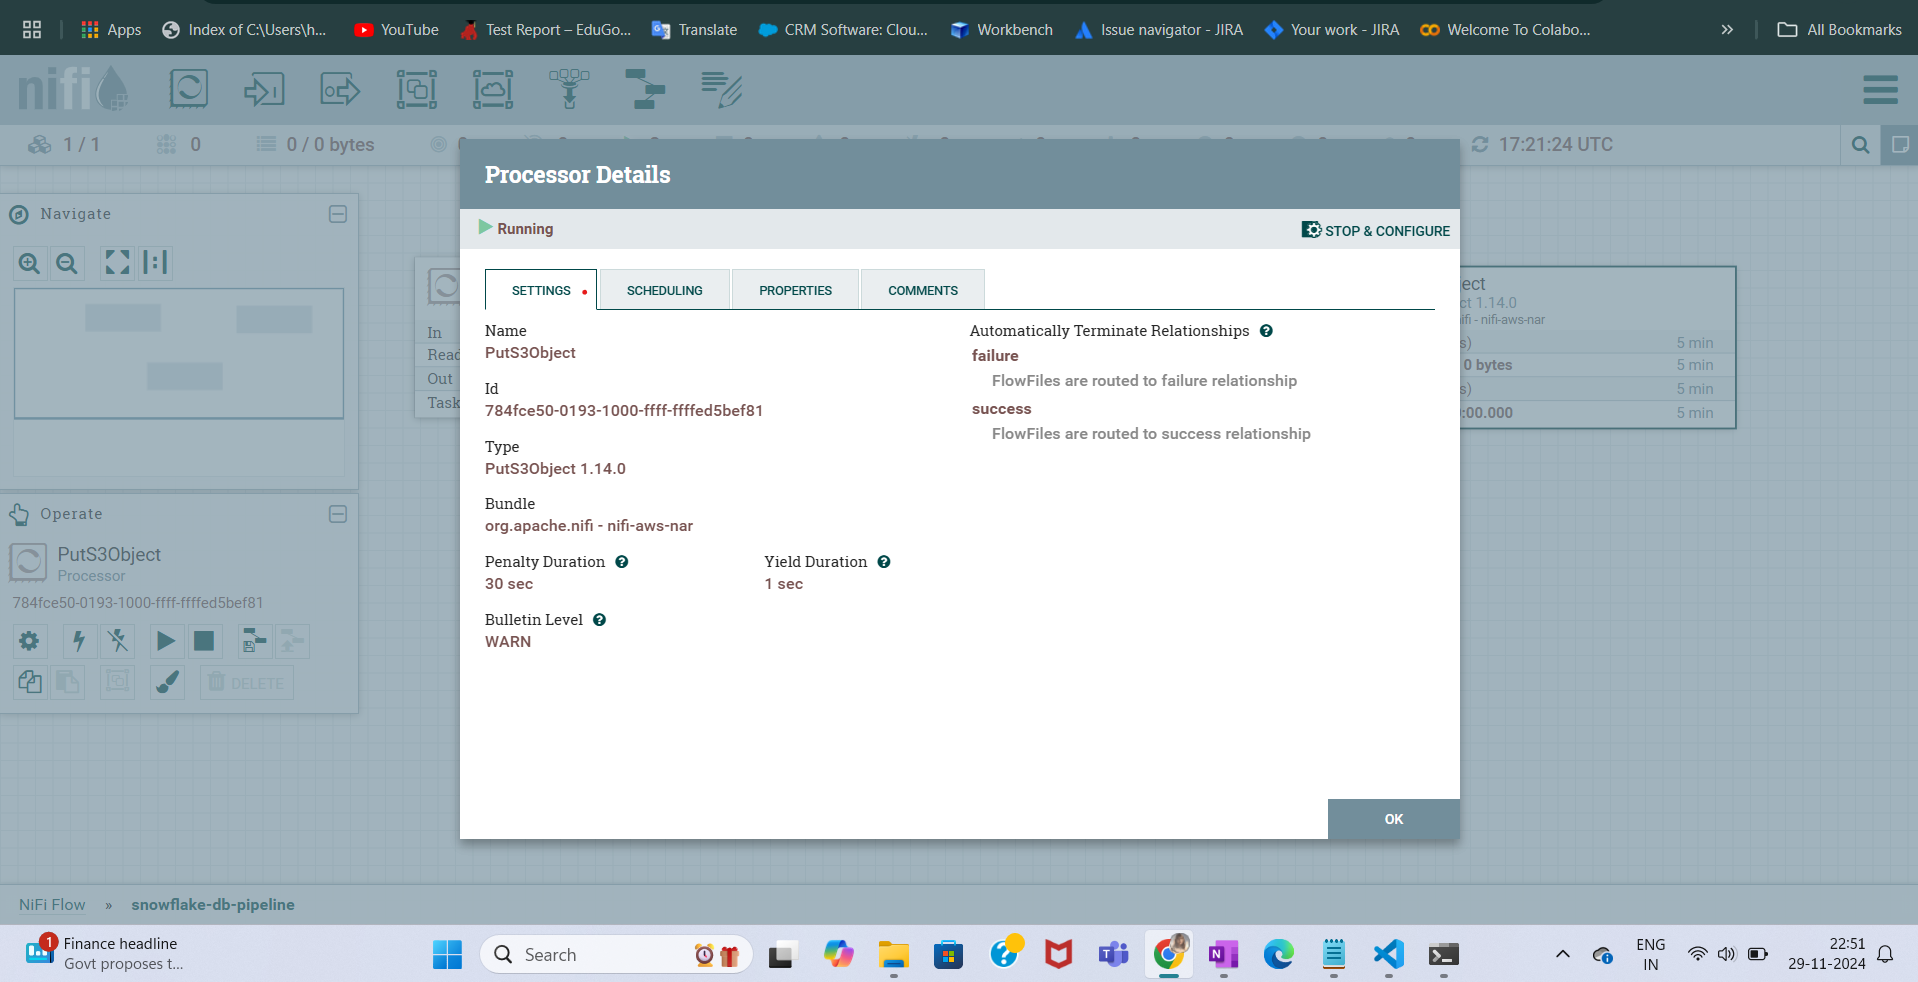 Apps
Index of C:\Users\h...
YouTube
Test Report – EduGo...
Translate
CRM Software: Clou...
Workbench
Issue navigator - JIRA
Your work - JIRA
Welcome To Colabo...
»
All Bookmarks
nifi
1 / 1
0
0 / 0 bytes
17:21:24 UTC
Navigate
Operate
PutS3Object
Processor
784fce50-0193-1000-ffff-ffffed5bef81
DELETE
In
Read
Out
Task
Processor Details
Running
STOP & CONFIGURE
SETTINGS
SCHEDULING
PROPERTIES
COMMENTS
Name
PutS3Object
Id
784fce50-0193-1000-ffff-ffffed5bef81
Type
PutS3Object 1.14.0
Bundle
org.apache.nifi - nifi-aws-nar
Penalty Duration
30 sec
Yield Duration
1 sec
Bulletin Level
WARN
Automatically Terminate Relationships
failure
FlowFiles are routed to failure relationship
success
FlowFiles are routed to success relationship
OK
ect
ct 1.14.0
ifi - nifi-aws-nar
s) 5 min
0 bytes 5 min
s) 5 min
:00.000 5 min
NiFi Flow » snowflake-db-pipeline
1
Finance headline
Govt proposes t...
Search
ENG
IN
22:51
29-11-2024